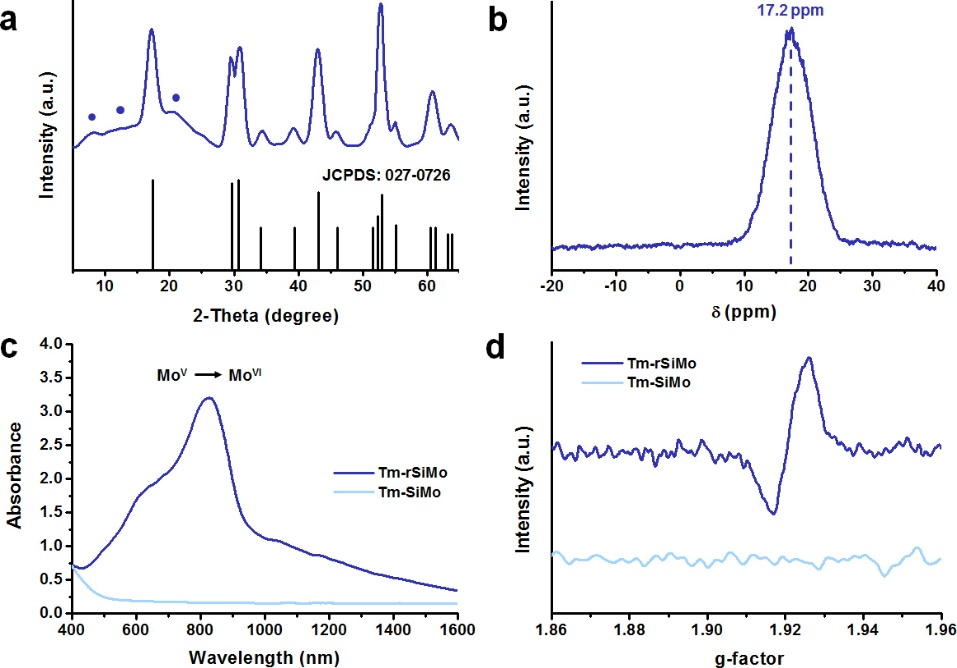 a
Intensity (a.u.)
JCPDS: 027-0726
10 20 30 40 50 60
2-Theta (degree)
b
17.2 ppm
Intensity (a.u.)
-20 -10 0 10 20 30 40
δ (ppm)
c
4.0
3.5
3.0
2.5
2.0
1.5
1.0
0.5
0.0
Absorbance
Moⱽ → Moⱽᴵ
Tm-rSiMo
Tm-SiMo
400 600 800 1000 1200 1400 1600
Wavelength (nm)
d
Intensity (a.u.)
Tm-rSiMo
Tm-SiMo
1.86 1.88 1.90 1.92 1.94 1.96
g-factor